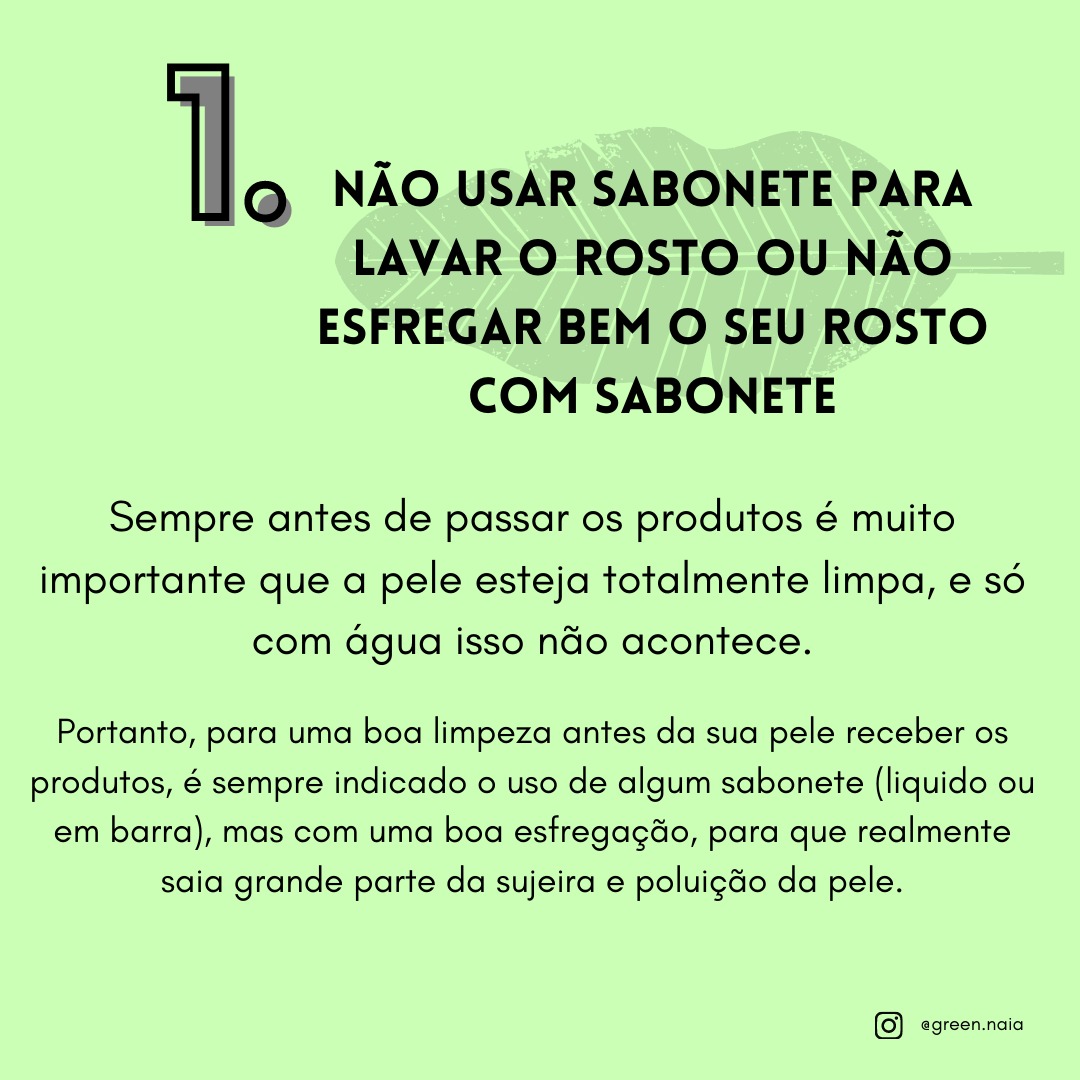 1.
NÃO USAR SABONETE PARA
LAVAR O ROSTO OU NÃO
ESFREGAR BEM O SEU ROSTO
COM SABONETE
Sempre antes de passar os produtos é muito
importante que a pele esteja totalmente limpa, e só
com água isso não acontece.
Portanto, para uma boa limpeza antes da sua pele receber os
produtos, é sempre indicado o uso de algum sabonete (liquido ou
em barra), mas com uma boa esfregação, para que realmente
saia grande parte da sujeira e poluição da pele.
@green.naia